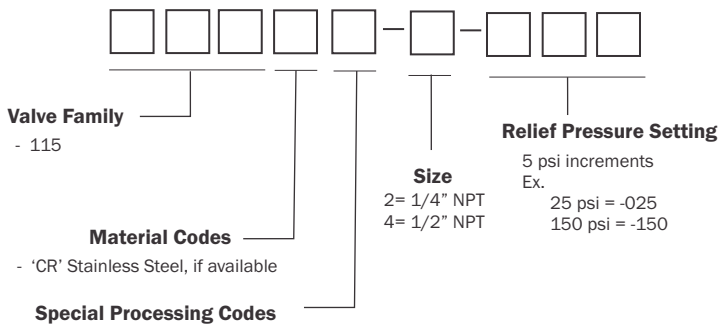 Valve Family
- 115
Relief Pressure Setting
5 psi increments
Ex.
25 psi = -025
150 psi = -150
Size
2= 1/4” NPT
4= 1/2” NPT
Material Codes
- ‘CR’ Stainless Steel, if available
Special Processing Codes